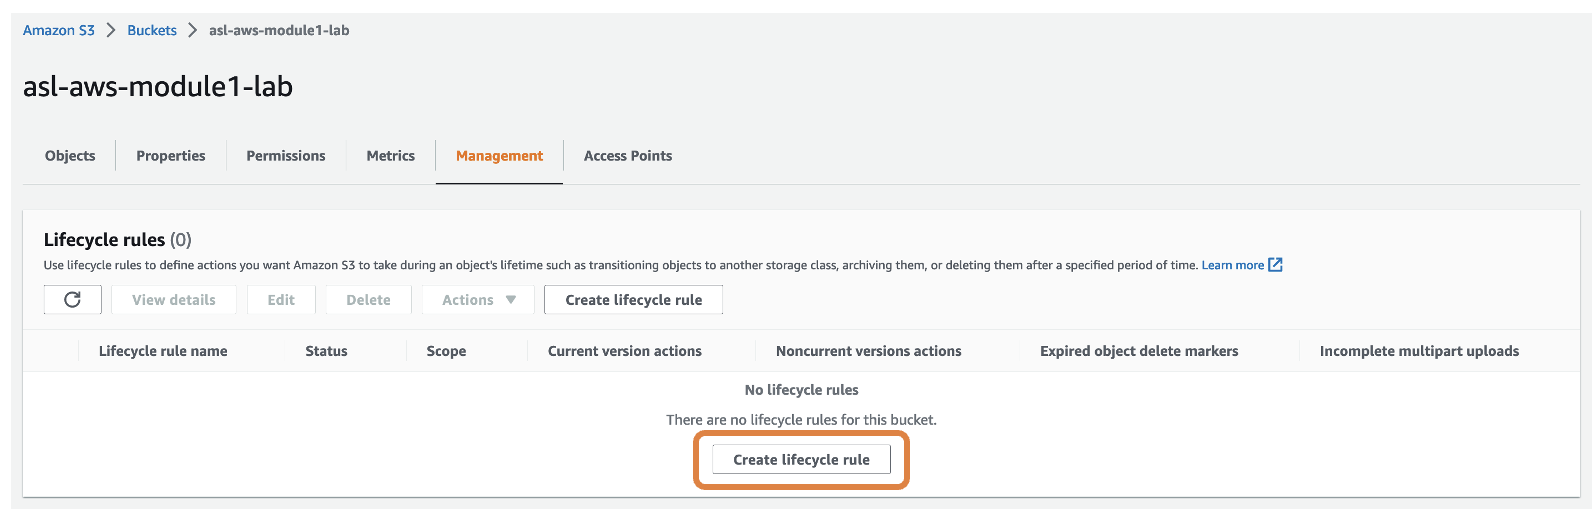 Amazon S3 > Buckets > asl-aws-module1-lab
asl-aws-module1-lab
Objects Properties Permissions Metrics Management Access Points
Lifecycle rules (0)
Use lifecycle rules to define actions you want Amazon S3 to take during an object's lifetime such as transitioning objects to another storage class, archiving them, or deleting them after a specified period of time. Learn more
View details Edit Delete Actions ▼ Create lifecycle rule
Lifecycle rule name Status Scope Current version actions Noncurrent versions actions Expired object delete markers Incomplete multipart uploads
No lifecycle rules
There are no lifecycle rules for this bucket.
Create lifecycle rule